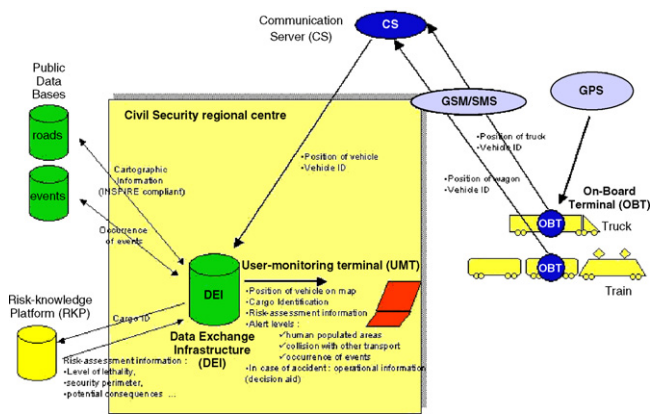 Communication
Server (CS)
CS
Public
Data
Bases
roads
events
Civil Security regional centre
GSM/SMS
GPS
•Position of truck
•Vehicle ID
•Position of vehicle
•Vehicle ID
•Position of wagon
•Vehicle ID
On-Board
Terminal (OBT)
OBT
Truck
OBT
Train
Cartographic
Information
(INSPIRE compliant)
Occurrence
of events
DEI
User-monitoring terminal (UMT)
•Position of vehicle on map
•Cargo Identification
•Risk-assessment information
•Alert levels :
✓human populated areas
✓collision with other transport
✓occurrence of events
•In case of accident : operational information
(decision aid)
Data Exchange
Infrastructure
(DEI)
Risk-knowledge
Platform (RKP)
Cargo ID
Risk-assessment information :
•Level of lethality,
•security perimeter,
•potential consequences ...